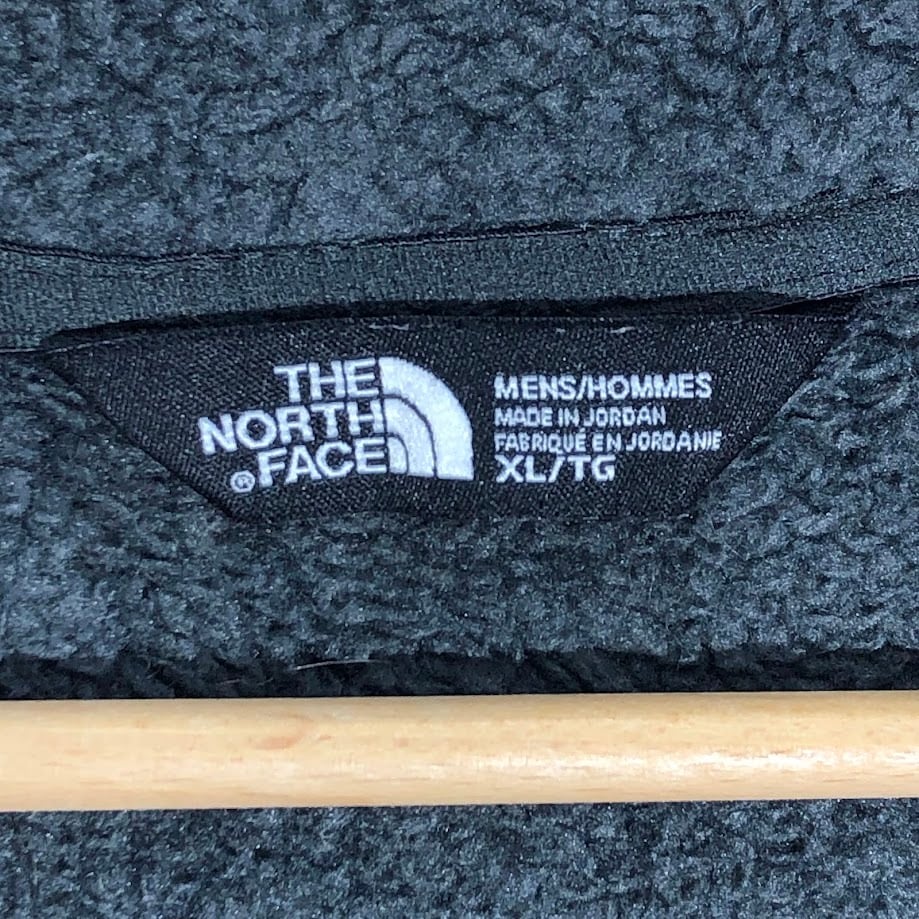 THE
NORTH
®FACE
MENS/HOMMES
MADE IN JORDAN
FABRIQUÉ EN JORDANIE
XL/TG